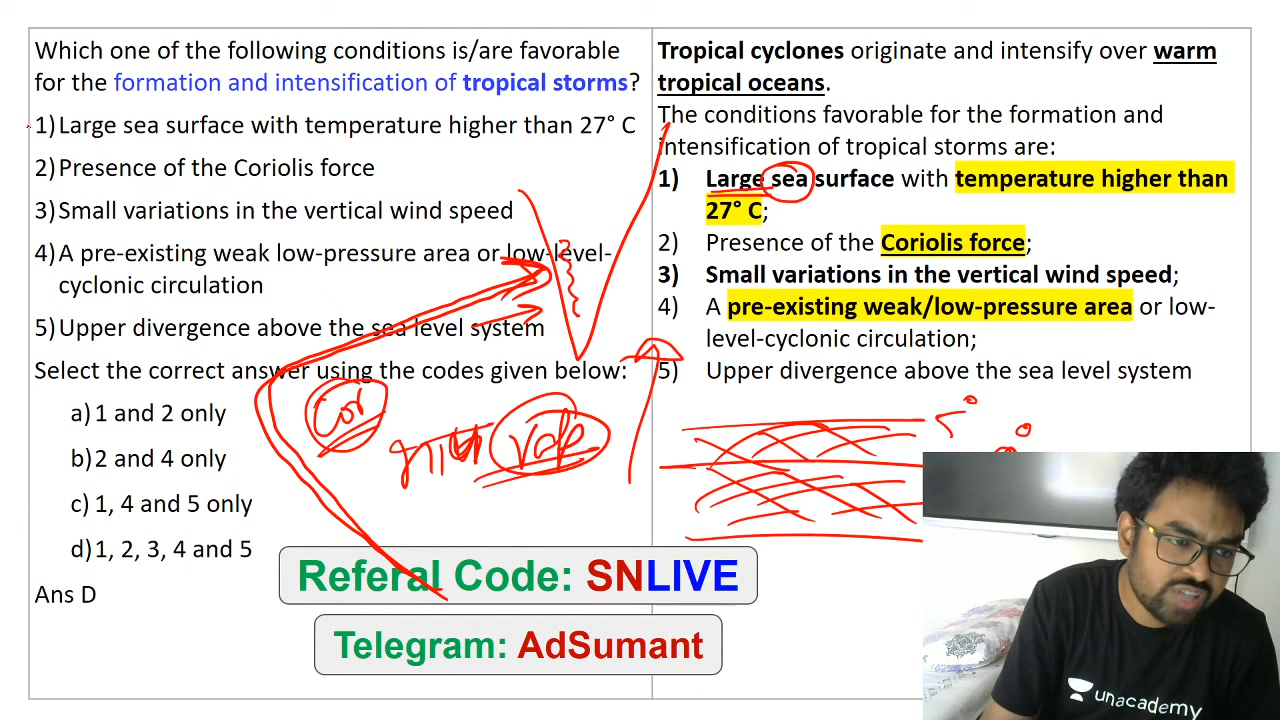 Which one of the following conditions is/are favorable
for the formation and intensification of tropical storms?
1) Large sea surface with temperature higher than 27° C
2) Presence of the Coriolis force
3) Small variations in the vertical wind speed
4) A pre-existing weak low-pressure area or low-level-
cyclonic circulation
5) Upper divergence above the sea level system
Select the correct answer using the codes given below:
a) 1 and 2 only
b) 2 and 4 only
c) 1, 4 and 5 only
d) 1, 2, 3, 4 and 5
Ans D
Cor
Tropical cyclones originate and intensify over warm
tropical oceans.
The conditions favorable for the formation and
intensification of tropical storms are:
1) Large sea surface with temperature higher than
27° C;
2) Presence of the Coriolis force;
3) Small variations in the vertical wind speed;
4) A pre-existing weak/low-pressure area or low-
level-cyclonic circulation;
5) Upper divergence above the sea level system
Referal Code: SNLIVE
Telegram: AdSumant
unacademy